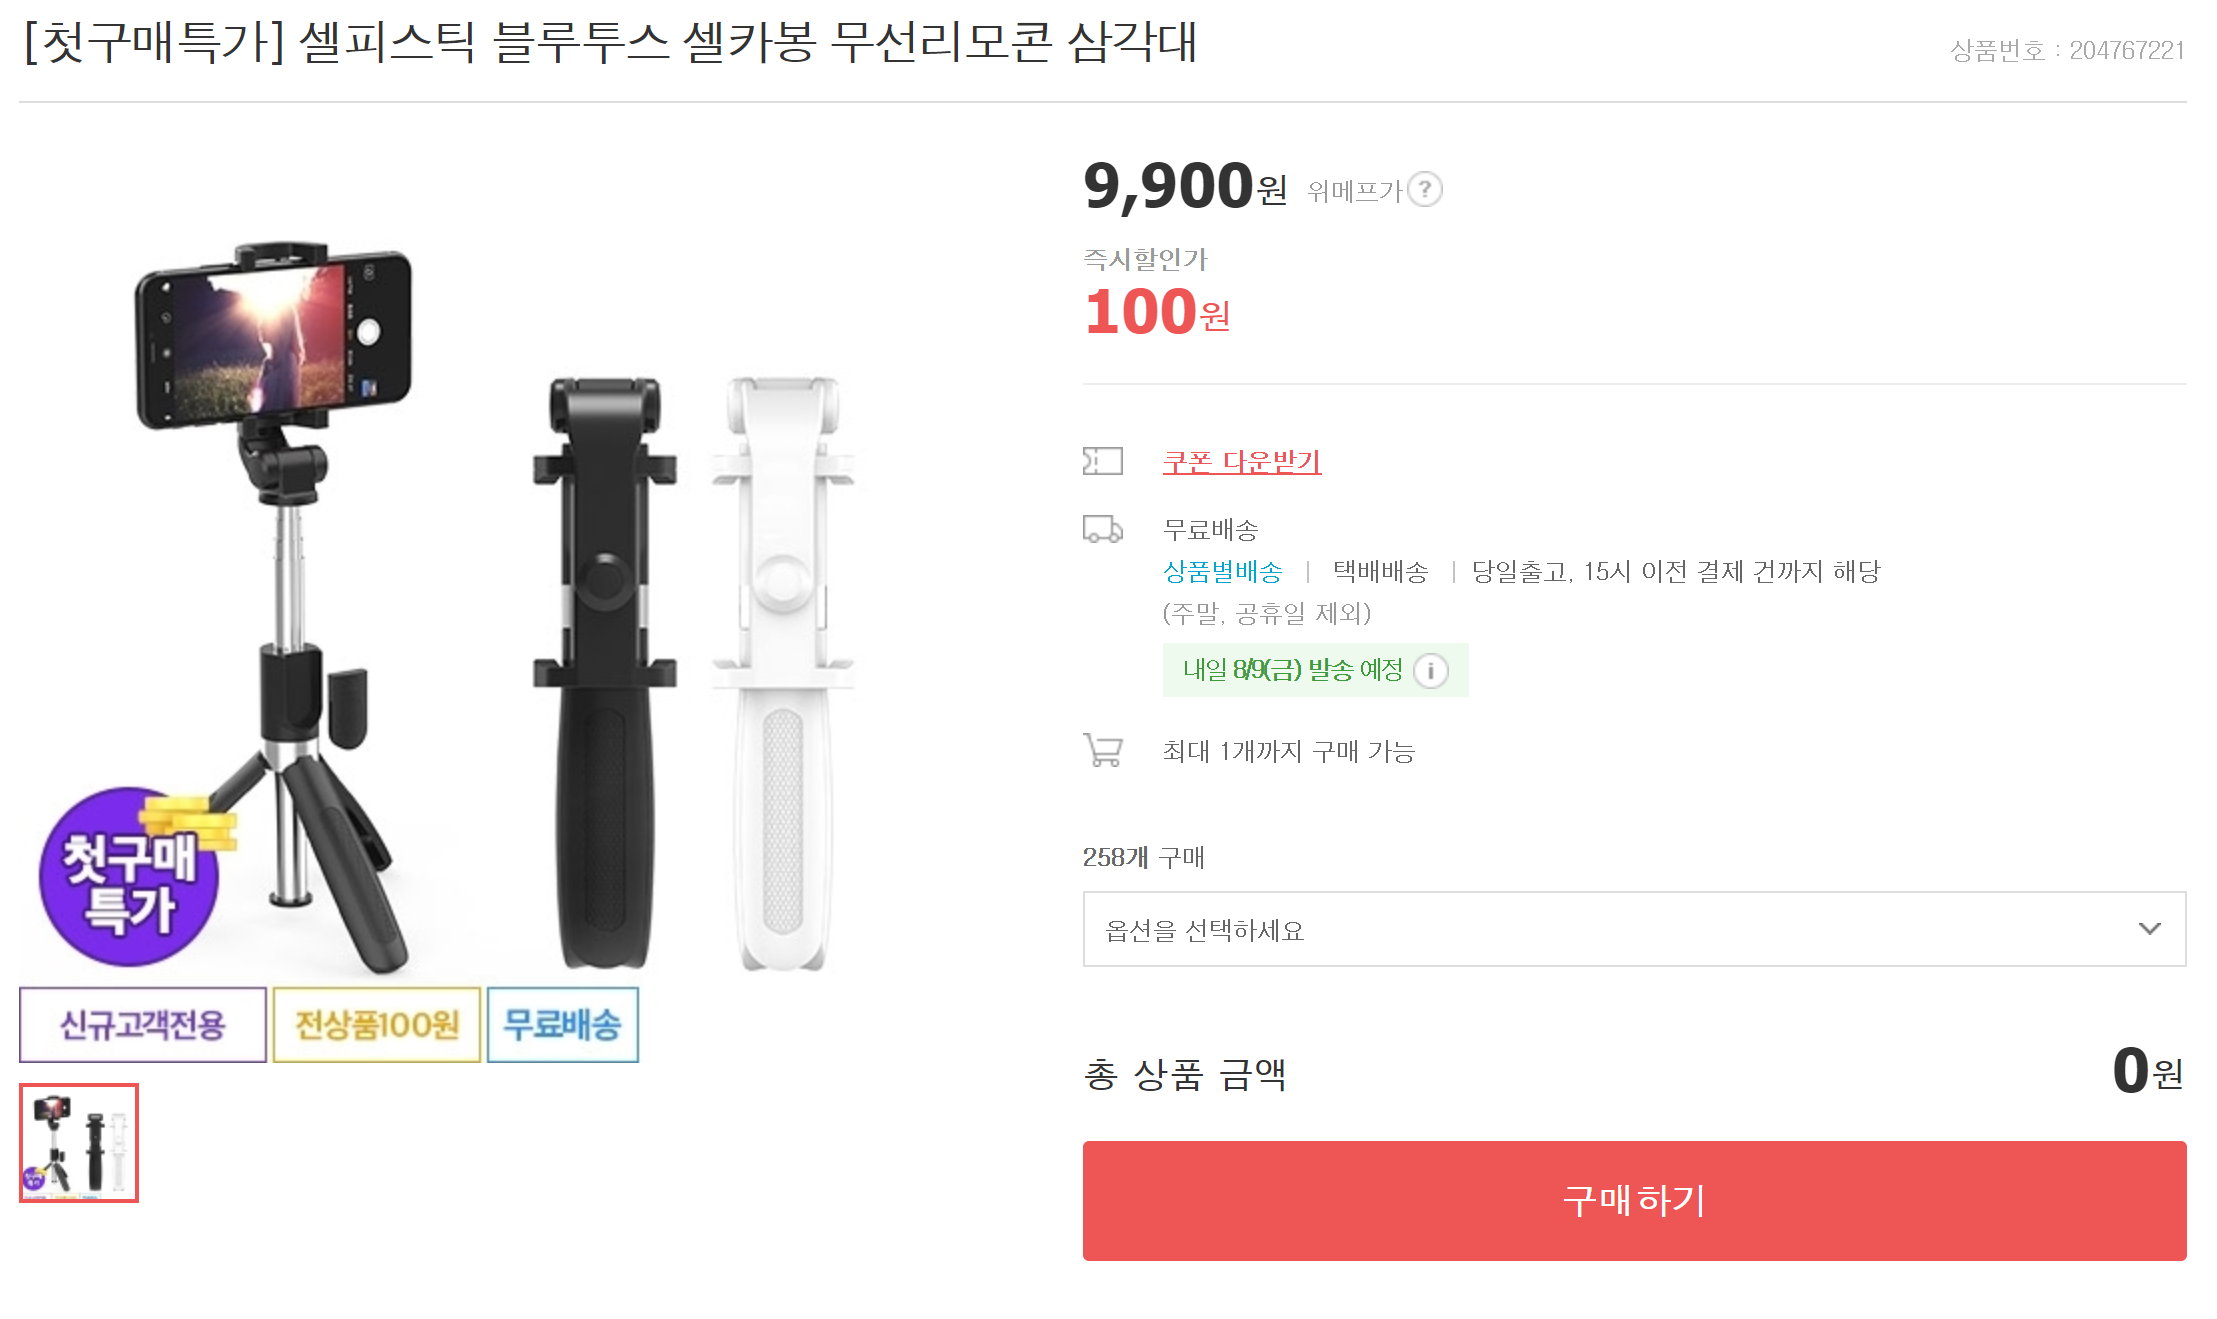 [첫구매특가] 셀피스틱 블루투스 셀카봉 무선리모콘 삼각대
상품번호 : 204767221
9,900원 위메프가 ?
즉시할인가
100원
쿠폰 다운받기
무료배송
상품별배송 | 택배배송 | 당일출고, 15시 이전 결제 건까지 해당
(주말, 공휴일 제외)
내일 8/9(금) 발송 예정 i
최대 1개까지 구매 가능
258개 구매
옵션을 선택하세요
총 상품 금액 0원
구매하기
첫구매
특가
신규고객전용 전상품100원 무료배송